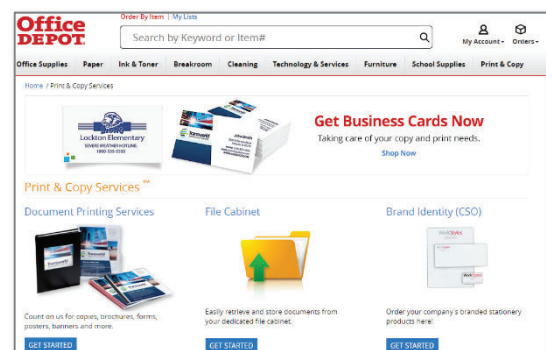 Office
DEPOT
Order By Item | My Lists
Search by Keyword or Item#
My Account
Orders
Office Supplies Paper Ink & Toner Breakroom Cleaning Technology & Services Furniture School Supplies Print & Copy
Home / Print & Copy Services
Lockton Elementary
SEVERE WEATHER HOTLINE
Get Business Cards Now
Taking care of your copy and print needs.
Shop Now
Print & Copy Services ™
Document Printing Services
File Cabinet
Brand Identity (CSO)
Count on us for copies, brochures, forms,
posters, banners and more.
Easily retrieve and store documents from
your dedicated file cabinet.
Order your company's branded stationery
products here!
GET STARTED
GET STARTED
GET STARTED